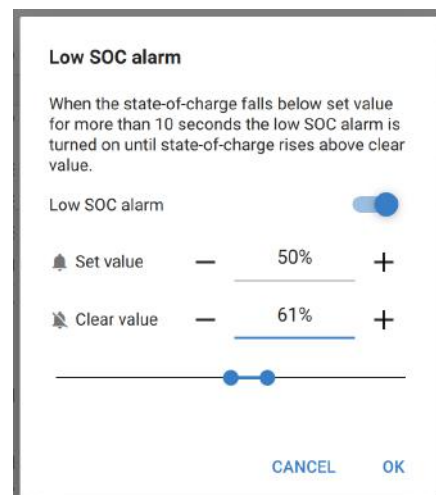 Low SOC alarm
When the state-of-charge falls below set value
for more than 10 seconds the low SOC alarm is
turned on until state-of-charge rises above clear
value.
Low SOC alarm
Set value — 50% +
Clear value — 61% +
CANCEL OK